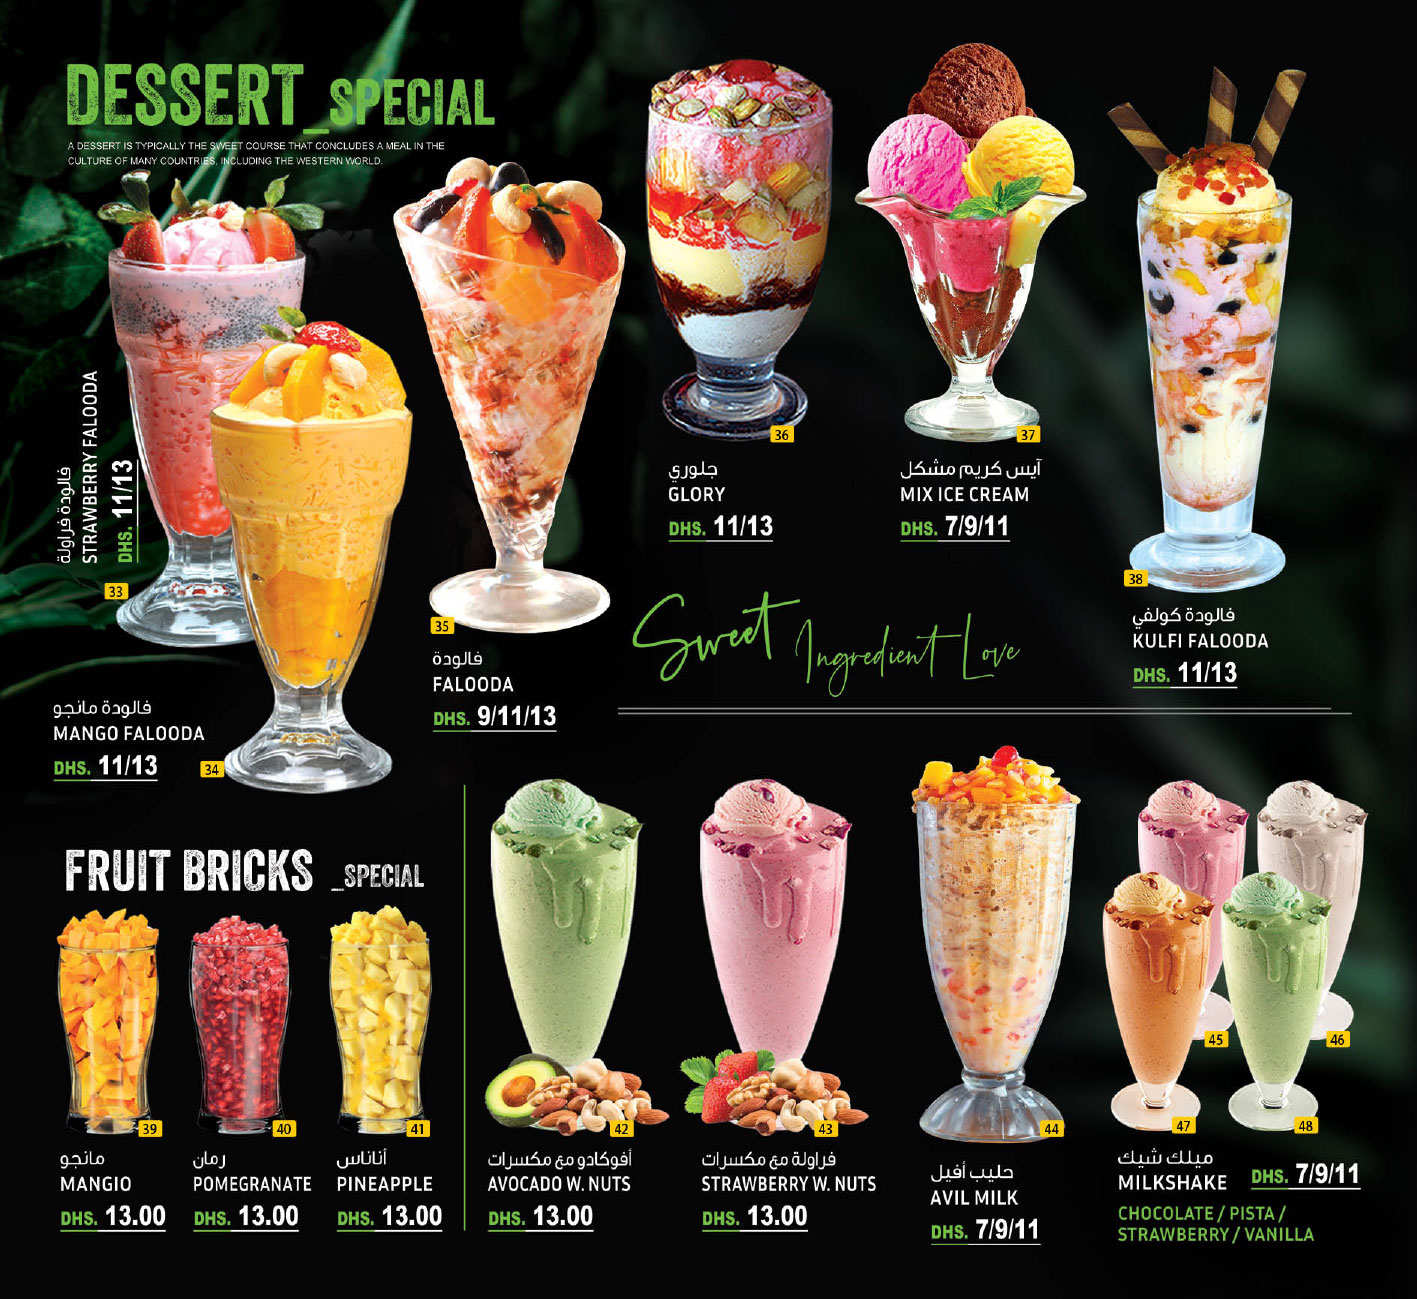 DESSERT_SPECIAL
A DESSERT IS TYPICALLY THE SWEET COURSE THAT CONCLUDES A MEAL IN THE
CULTURE OF MANY COUNTRIES, INCLUDING THE WESTERN WORLD.
فالودة فراولة
STRAWBERRY FALOODA
DHS. 11/13
33
فالودة مانجو
MANGO FALOODA
DHS. 11/13
34
35
فالودة
FALOODA
DHS. 9/11/13
36
جلوري
GLORY
DHS. 11/13
37
آيس كريم مشكل
MIX ICE CREAM
DHS. 7/9/11
38
فالودة كولفي
KULFI FALOODA
DHS. 11/13
Sweet Ingredient Love
FRUIT BRICKS _SPECIAL
39
مانجو
MANGIO
DHS. 13.00
40
رمان
POMEGRANATE
DHS. 13.00
41
أناناس
PINEAPPLE
DHS. 13.00
42
أفوكادو مع مكسرات
AVOCADO W. NUTS
DHS. 13.00
43
فراولة مع مكسرات
STRAWBERRY W. NUTS
DHS. 13.00
44
حليب أفيل
AVIL MILK
DHS. 7/9/11
45
46
47
48
ميلك شيك
MILKSHAKE DHS. 7/9/11
CHOCOLATE / PISTA /
STRAWBERRY / VANILLA